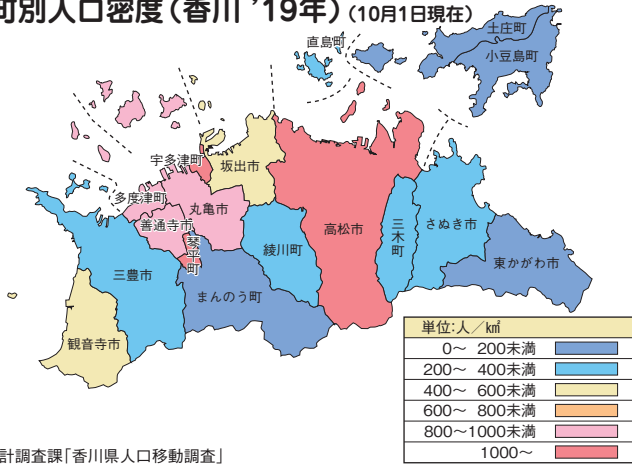 町別人口密度（香川 ’19年）（10月1日現在）
直島町
土庄町
小豆島町
宇多津町
坂出市
多度津町
丸亀市
善通寺市
琴平町
綾川町
高松市
三木町
さぬき市
東かがわ市
三豊市
まんのう町
観音寺市
単位:人／㎢
0～ 200未満
200～ 400未満
400～ 600未満
600～ 800未満
800～1000未満
1000～
計調査課「香川県人口移動調査」